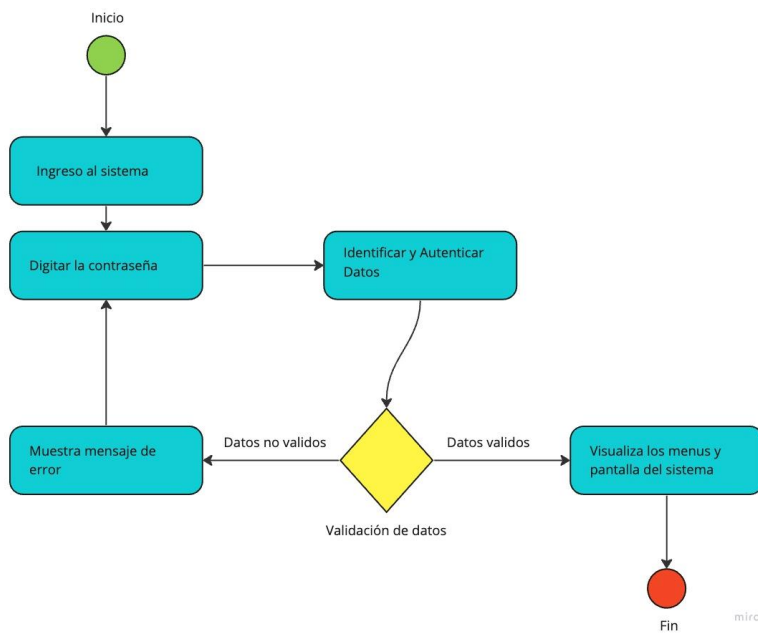 Inicio
Ingreso al sistema
Digitar la contraseña
Identificar y Autenticar
Datos
Datos no validos
Datos validos
Muestra mensaje de
error
Visualiza los menus y
pantalla del sistema
Validación de datos
Fin